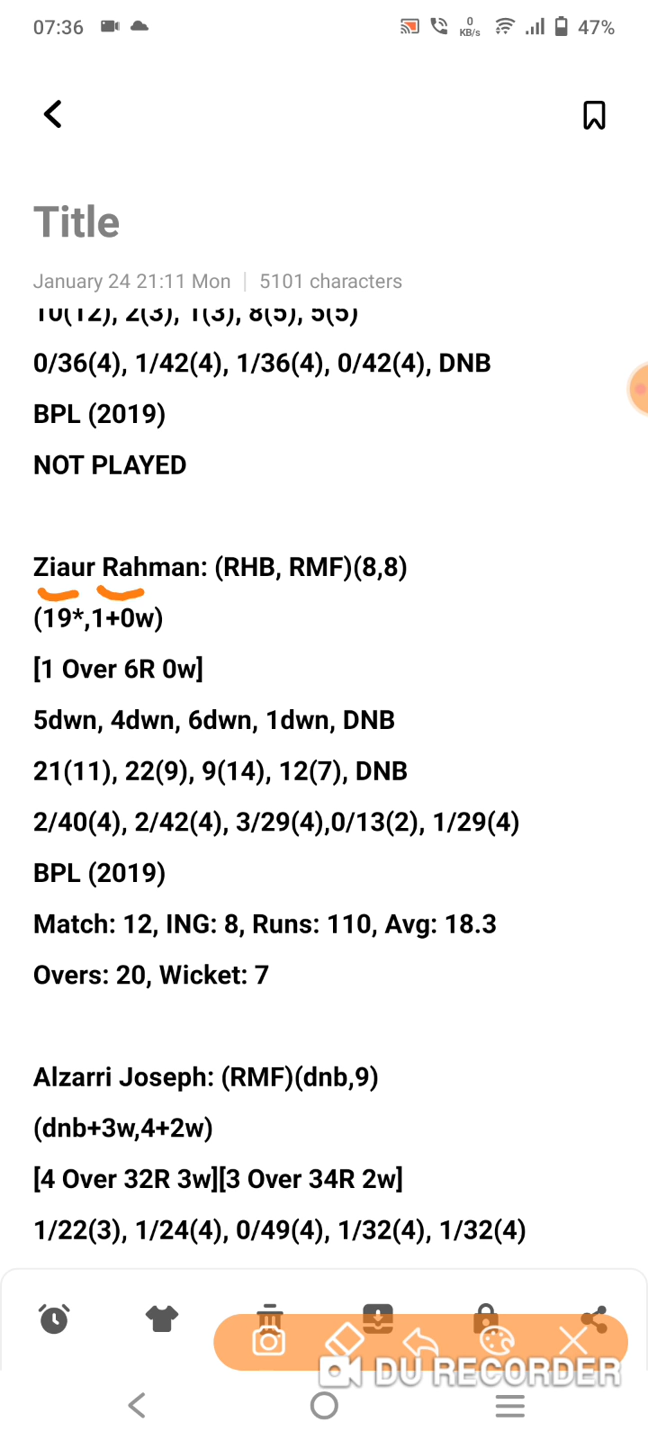 07:36
0
KB/s
47%
Title
January 24 21:11 Mon
5101 characters
10(12), 2(3), 1(3), 8(5), 5(5)
0/36(4), 1/42(4), 1/36(4), 0/42(4), DNB
BPL (2019)
NOT PLAYED
Ziaur Rahman: (RHB, RMF)(8,8)
(19*,1+0w)
[1 Over 6R 0w]
5dwn, 4dwn, 6dwn, 1dwn, DNB
21(11), 22(9), 9(14), 12(7), DNB
2/40(4), 2/42(4), 3/29(4),0/13(2), 1/29(4)
BPL (2019)
Match: 12, ING: 8, Runs: 110, Avg: 18.3
Overs: 20, Wicket: 7
Alzarri Joseph: (RMF)(dnb,9)
(dnb+3w,4+2w)
[4 Over 32R 3w][3 Over 34R 2w]
1/22(3), 1/24(4), 0/49(4), 1/32(4), 1/32(4)
DU RECORDER